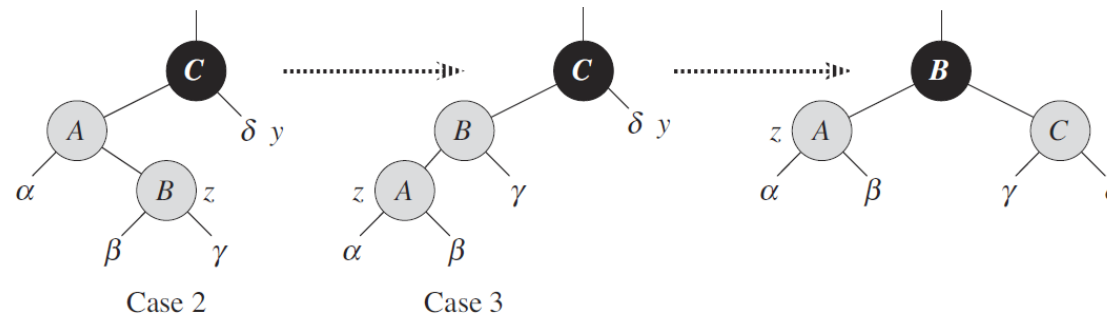 C C B
A B δ y δ y z A C
α B z z A γ α β γ
β γ α β
Case 2 Case 3